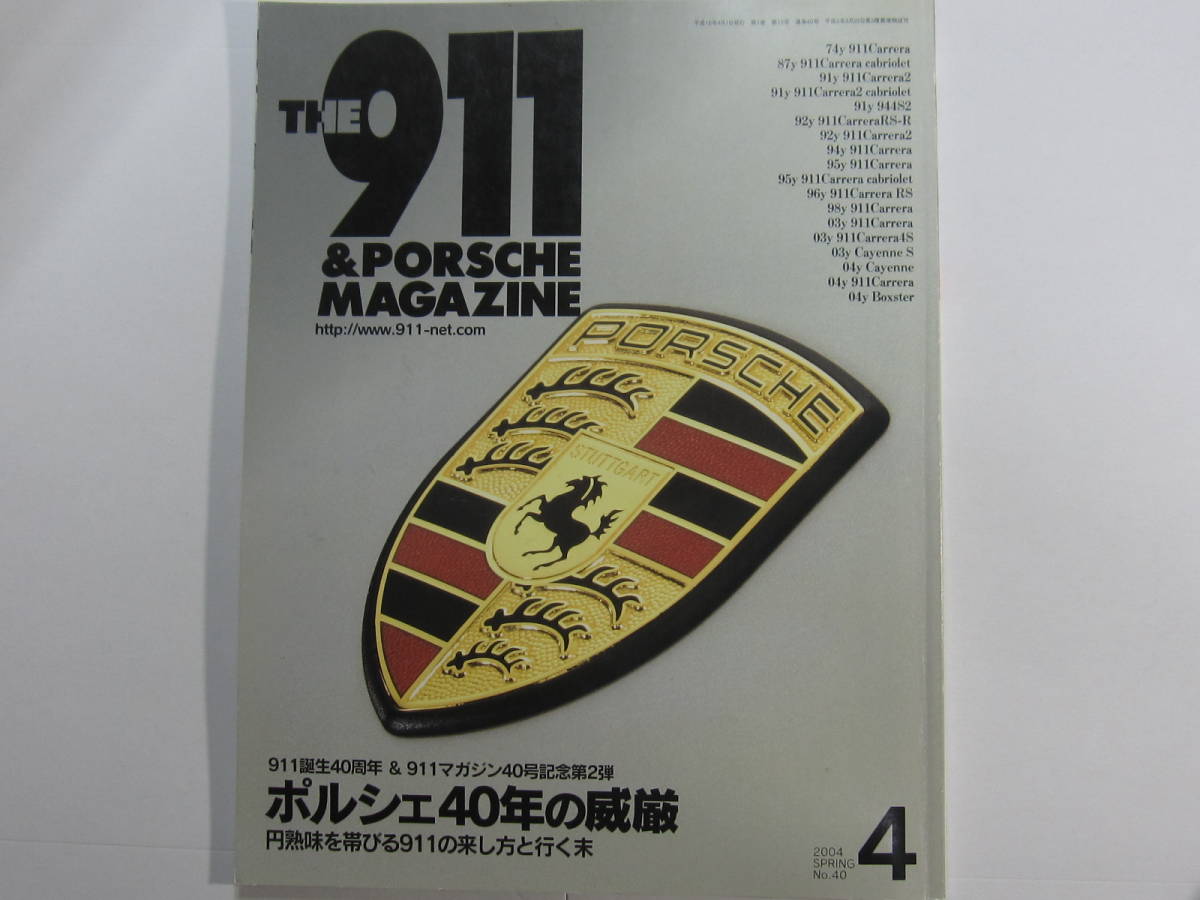 THE 911
& PORSCHE
MAGAZINE
http://www.911-net.com
74y 911Carrera
87y 911Carrera cabriolet
91y 911Carrera2
91y 911Carrera2 cabriolet
91y 944S2
92y 911CarreraRS-R
92y 911Carrera2
94y 911Carrera
95y 911Carrera
95y 911Carrera cabriolet
96y 911Carrera RS
98y 911Carrera
03y 911Carrera
03y 911Carrera4S
03y Cayenne S
04y Cayenne
04y 911Carrera
04y Boxster
PORSCHE
STUTTGART
911誕生40周年 & 911マガジン40号記念第2弾
ポルシェ40年の威厳
円熟味を帯びる911の来し方と行く末
2004
SPRING
No.40
4